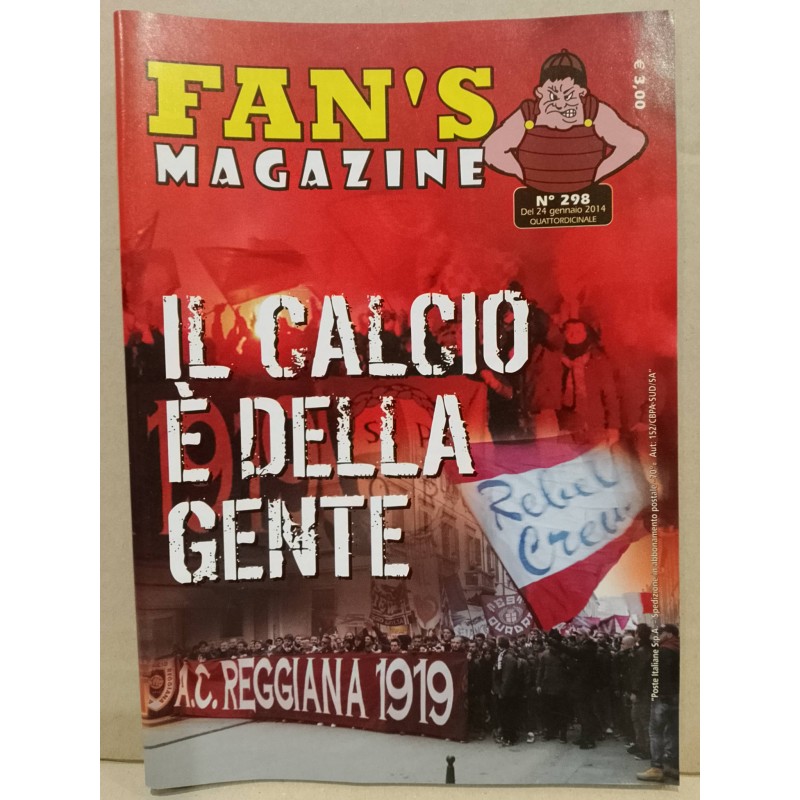 FAN'S
MAGAZINE
€ 3,00
N° 298
Del 24 gennaio 2014
QUATTORDICINALE
IL CALCIO
È DELLA
GENTE
Rebel
Crew
A.C. REGGIANA 1919
"Poste Italiane S.p.A. – Spedizione in abbonamento postale -70% Aut: 152/CBPA-SUD/SA"